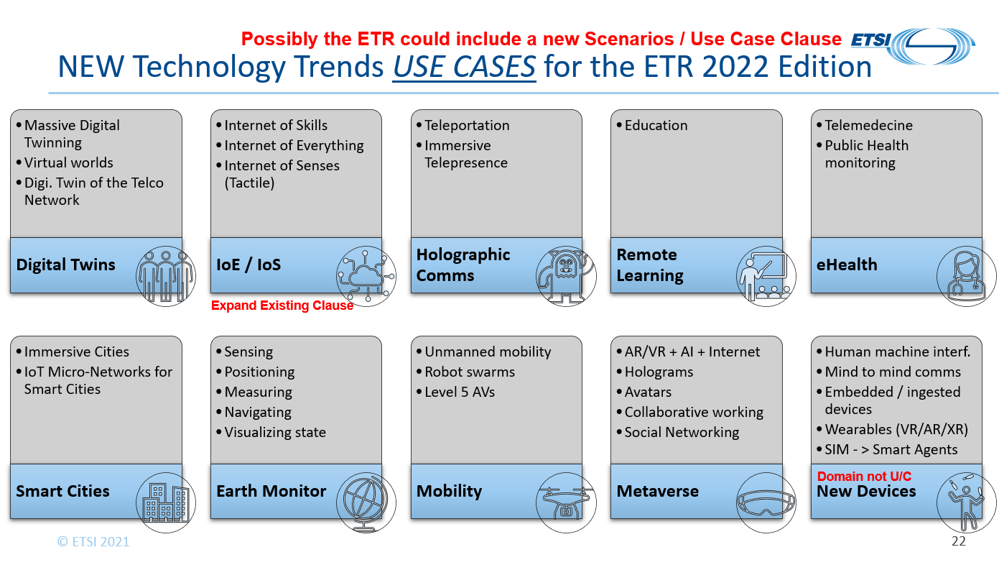 Possibly the ETR could include a new Scenarios / Use Case Clause
ETSI
NEW Technology Trends USE CASES for the ETR 2022 Edition
• Massive Digital
Twinning
• Virtual worlds
• Digi. Twin of the Telco
Network
Digital Twins
• Internet of Skills
• Internet of Everything
• Internet of Senses
(Tactile)
IoE / IoS
Expand Existing Clause
• Teleportation
• Immersive
Telepresence
Holographic
Comms
• Education
Remote
Learning
• Telemedecine
• Public Health
monitoring
eHealth
• Immersive Cities
• IoT Micro-Networks for
Smart Cities
Smart Cities
• Sensing
• Positioning
• Measuring
• Navigating
• Visualizing state
Earth Monitor
• Unmanned mobility
• Robot swarms
• Level 5 AVs
Mobility
• AR/VR + AI + Internet
• Holograms
• Avatars
• Collaborative working
• Social Networking
Metaverse
• Human machine interf.
• Mind to mind comms
• Embedded / ingested
devices
• Wearables (VR/AR/XR)
• SIM - > Smart Agents
Domain not U/C
New Devices
© ETSI 2021
22